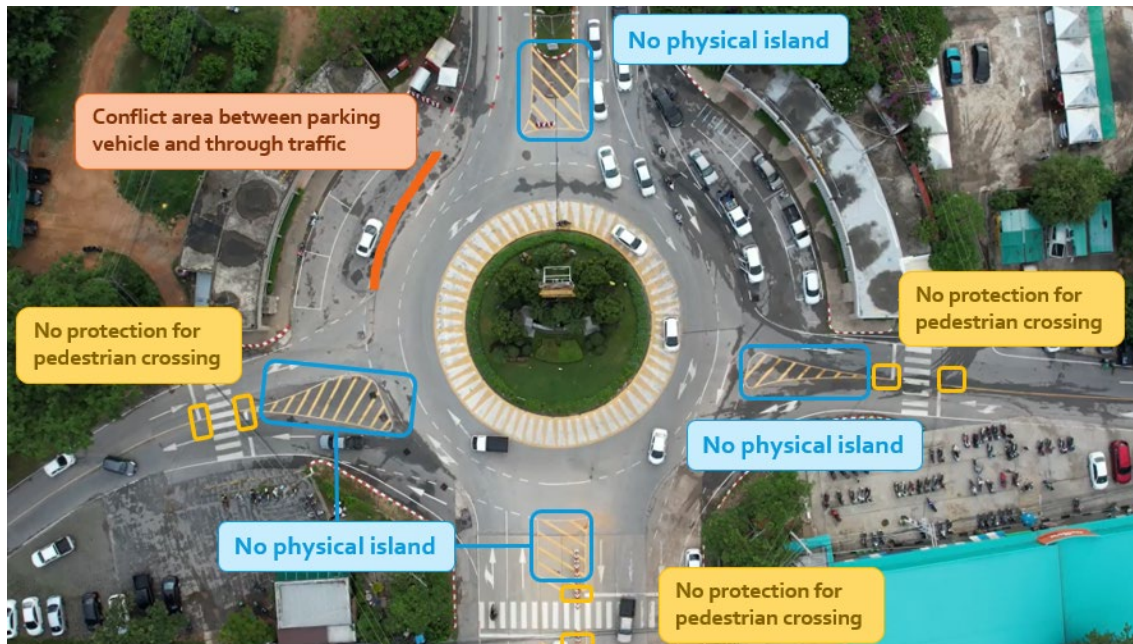 No physical island
Conflict area between parking
vehicle and through traffic
No protection for
pedestrian crossing
No protection for
pedestrian crossing
No physical island
No physical island
No protection for
pedestrian crossing